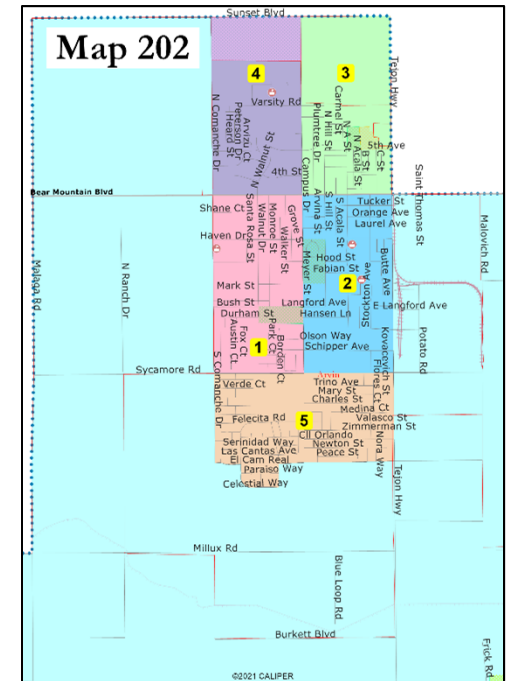 Sunset Blvd
Map 202
4
3
Tejon Hwy
Varsity Rd
N Comanche Dr
Peterson Dr
Heard St
Arvizu Ct
N Walnut St
Plumtree Dr
Carmel St
N Hill St
N A St
N Acala St
B St
C St
5th Ave
4th St
Campus Dr
Saint Thomas St
Bear Mountain Blvd
Shane Ct
Santa Rosa St
Walnut Dr
Monroe St
Grove St
Walker St
Arvina St
S Hill St
S Acala St
Tucker St
Orange Ave
Laurel Ave
Malovich Rd
Haven Dr
Meyer St
Hood St
Fabian St
Butte Ave
Malaga Rd
N Ranch Dr
Mark St
2
Stockton Ave
Bush St
Langford Ave
E Langford Ave
Durham St
Hansen Ln
Fox Ct
Austin Ct
Park Ct
Borden Ct
1
Olson Way
Schipper Ave
Kovacevich St
Potato Rd
S Comanche Dr
Sycamore Rd
Arvin
Flores Ct
Verde Ct
Trino Ave
Mary St
Charles St
Medina Ct
Felecita Rd
5
Valasco St
Zimmerman St
Cll Orlando
Serinidad Way
Newton St
Las Cantas Ave
Peace St
El Cam Real
Nora Way
Paraiso Way
Tejon Hwy
Celestial Way
Millux Rd
Blue Loop Rd
Burkett Blvd
Frick Rd
©2021 CALIPER